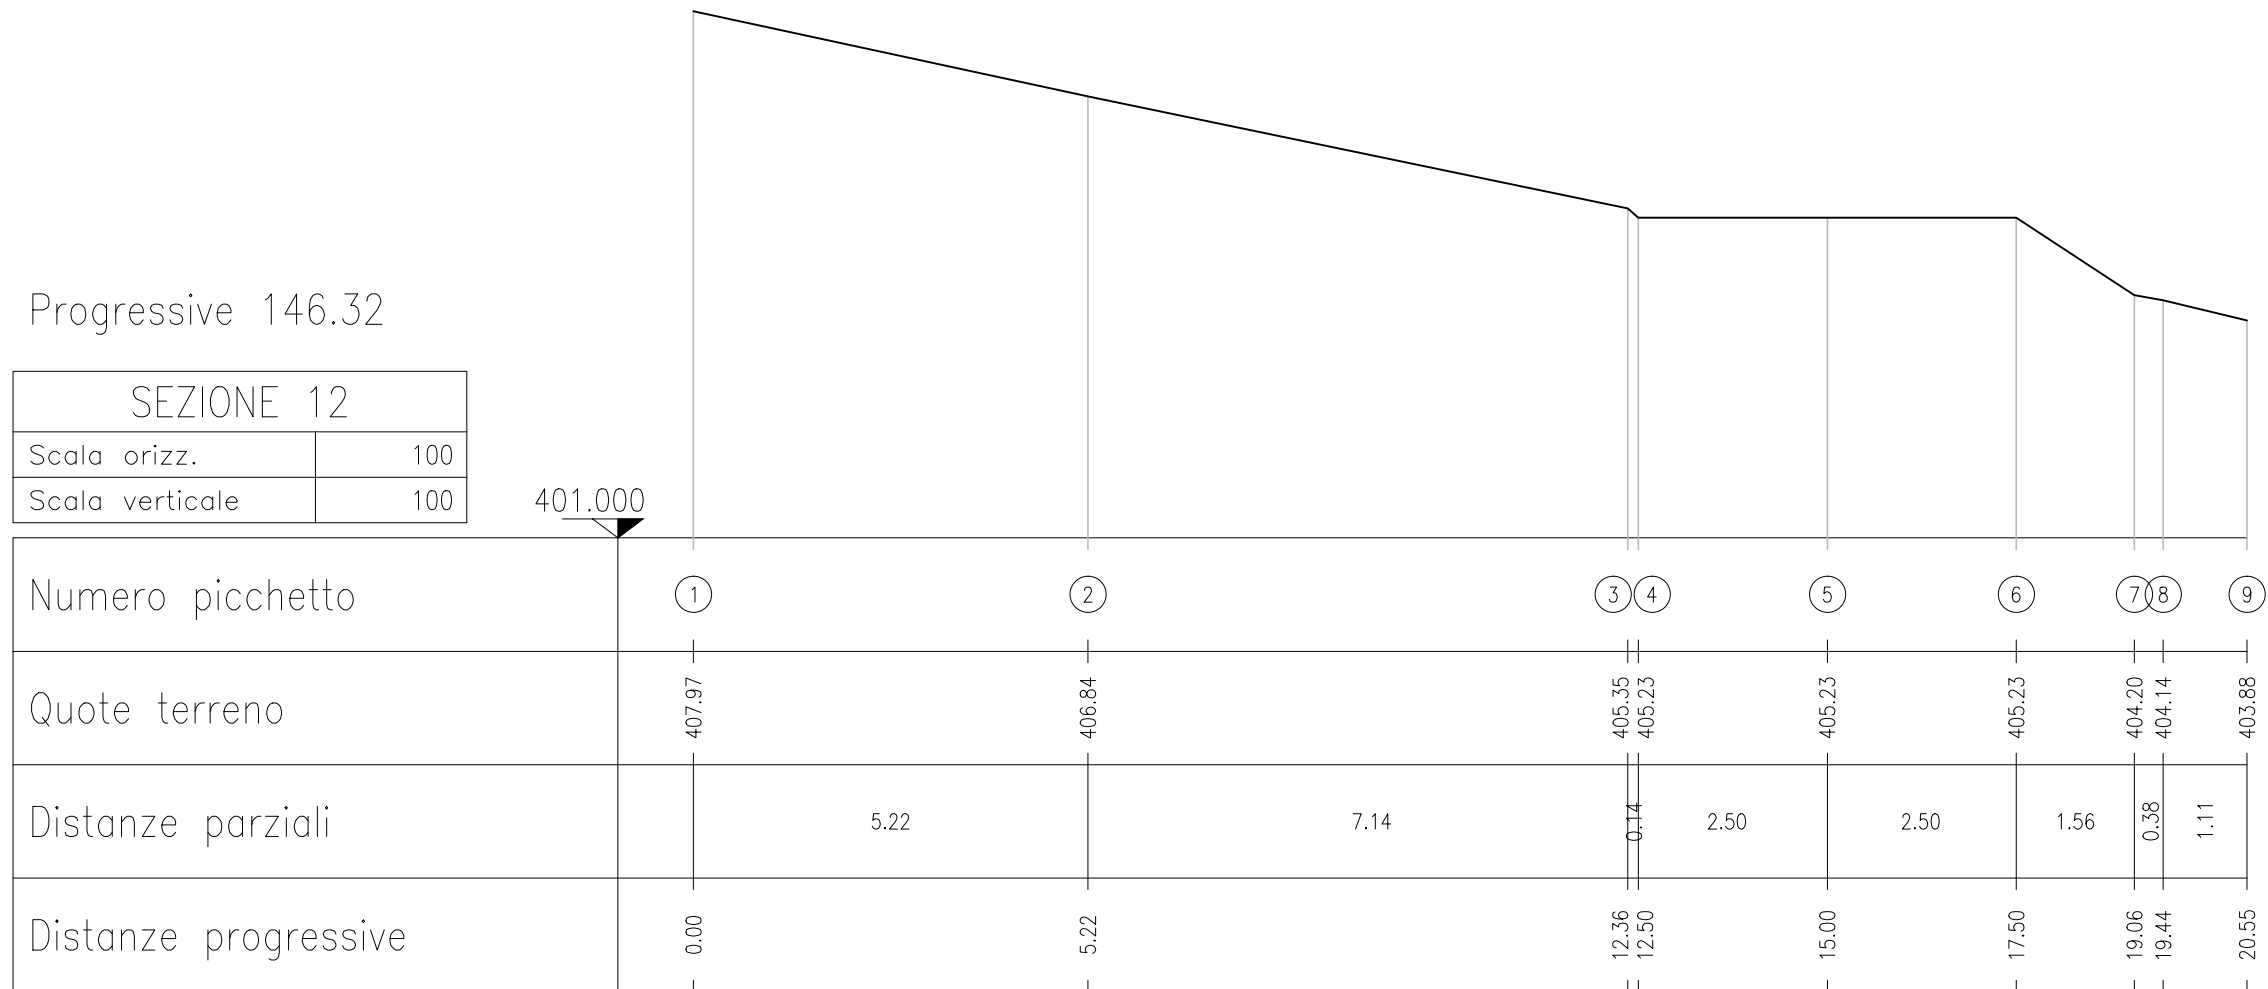 Progressive 146.32
SEZIONE 12
Scala orizz. 100
Scala verticale 100
401.000
Numero picchetto 1 2 3 4 5 6 7 8 9
Quote terreno 407.97 406.84 405.35 405.23 405.23 405.23 404.20 404.14 403.88
Distanze parziali 5.22 7.14 0.14 2.50 2.50 1.56 0.38 1.11
Distanze progressive 0.00 5.22 12.36 12.50 15.00 17.50 19.06 19.44 20.55